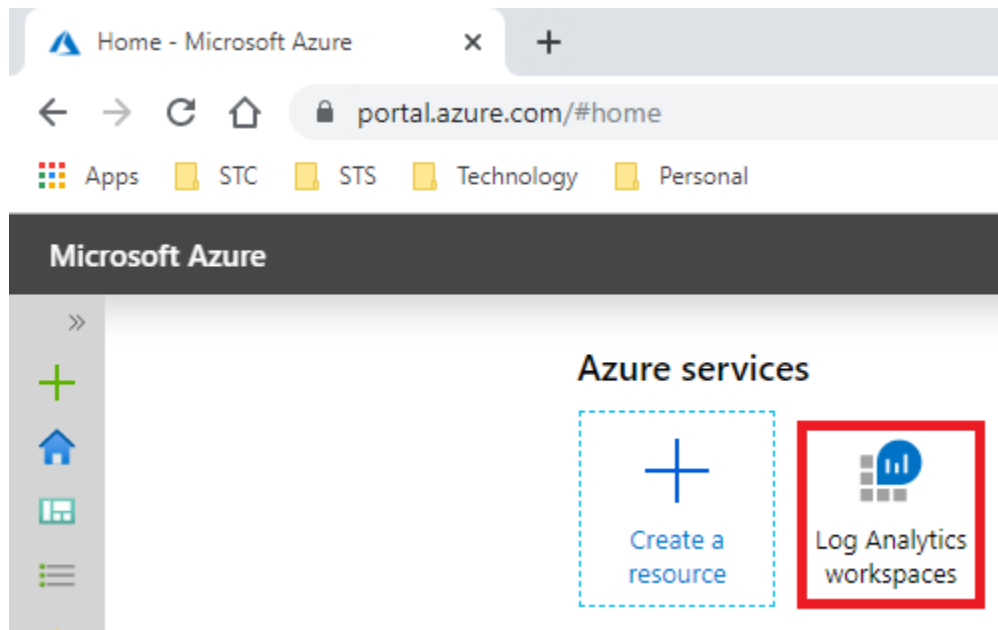 Home - Microsoft Azure
portal.azure.com/#home
Apps STC STS Technology Personal
Microsoft Azure
Azure services
Create a
resource
Log Analytics
workspaces